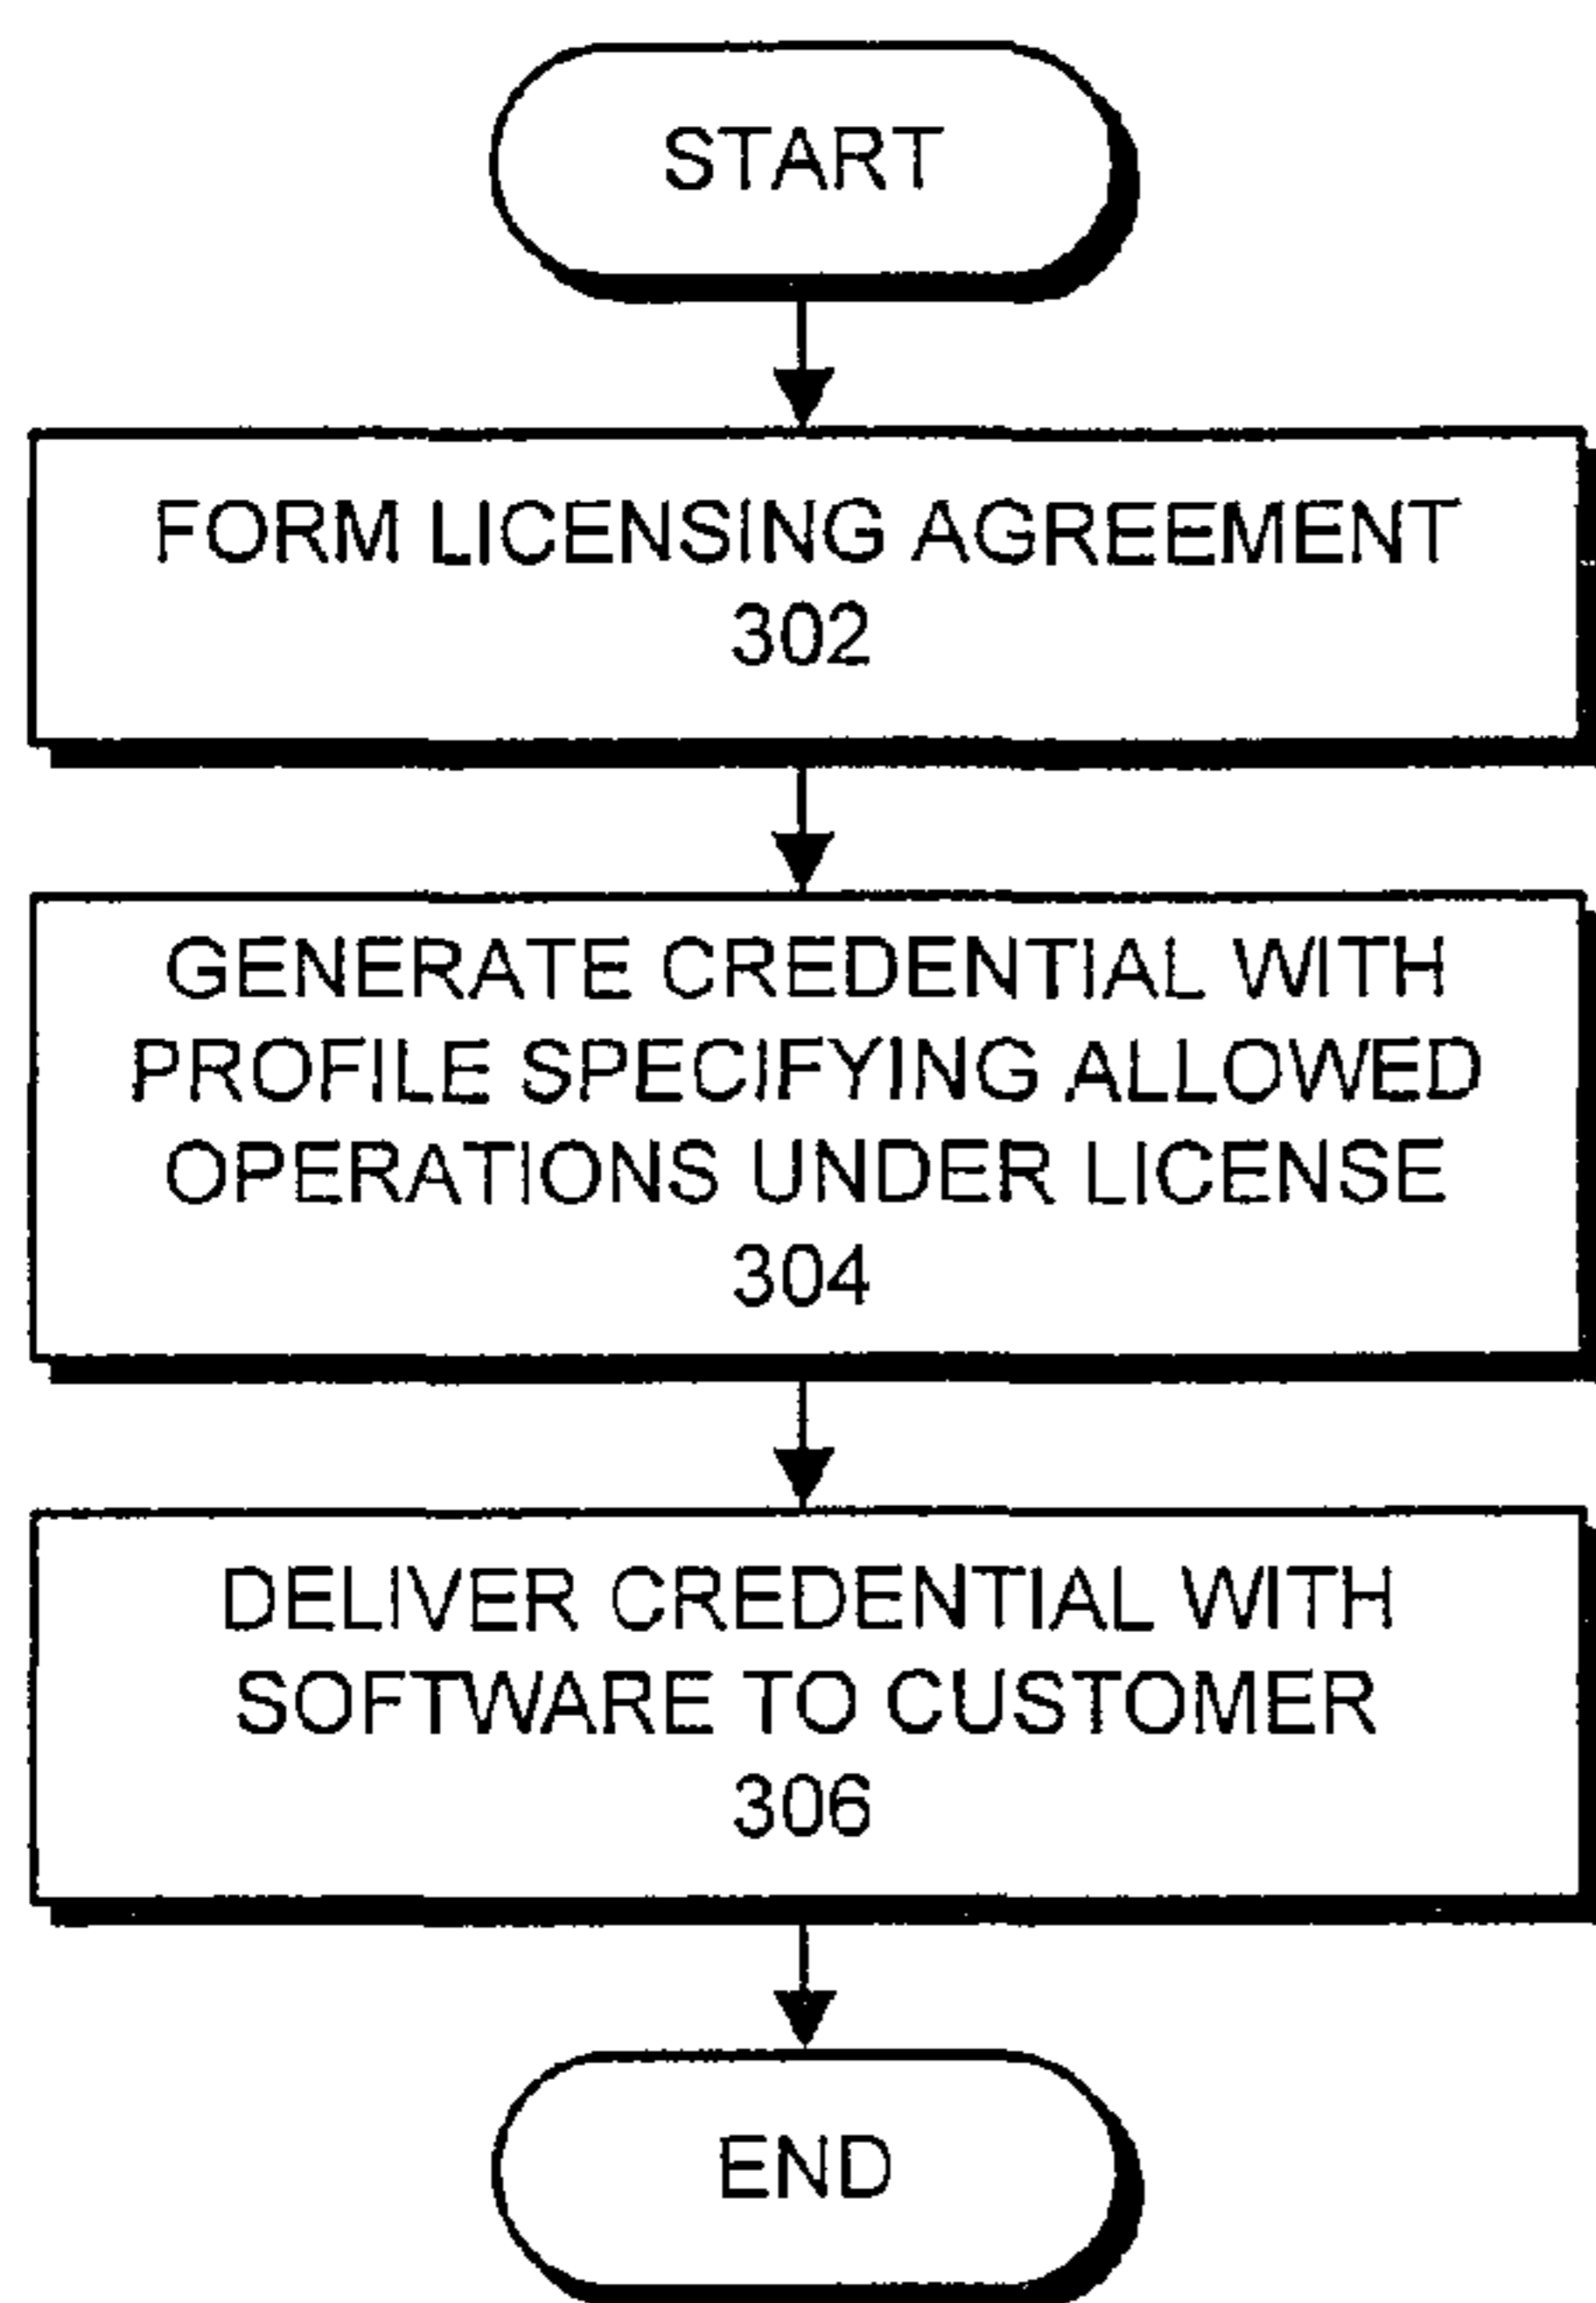 START
FORM LICENSING AGREEMENT
302
GENERATE CREDENTIAL WITH
PROFILE SPECIFYING ALLOWED
OPERATIONS UNDER LICENSE
304
DELIVER CREDENTIAL WITH
SOFTWARE TO CUSTOMER
306
END